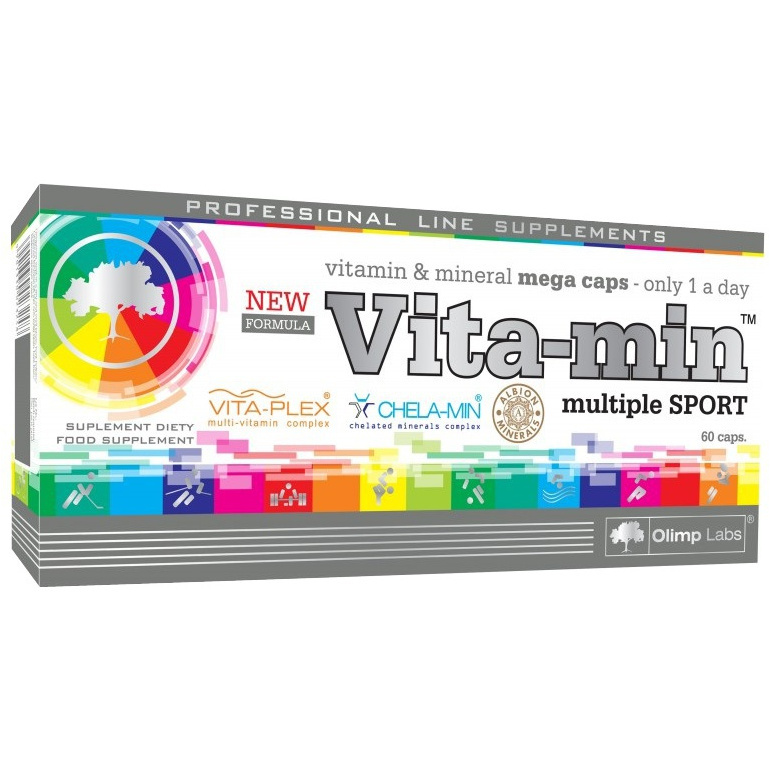 PROFESSIONAL LINE SUPPLEMENTS
vitamin & mineral mega caps - only 1 a day
NEW
FORMULA
Vita-min™
multiple SPORT
60 caps.
VITA-PLEX®
multi-vitamin complex
CHELA-MIN®
chelated minerals complex
ALBION
MINERALS
SUPLEMENT DIETY
FOOD SUPPLEMENT
Olimp Labs®